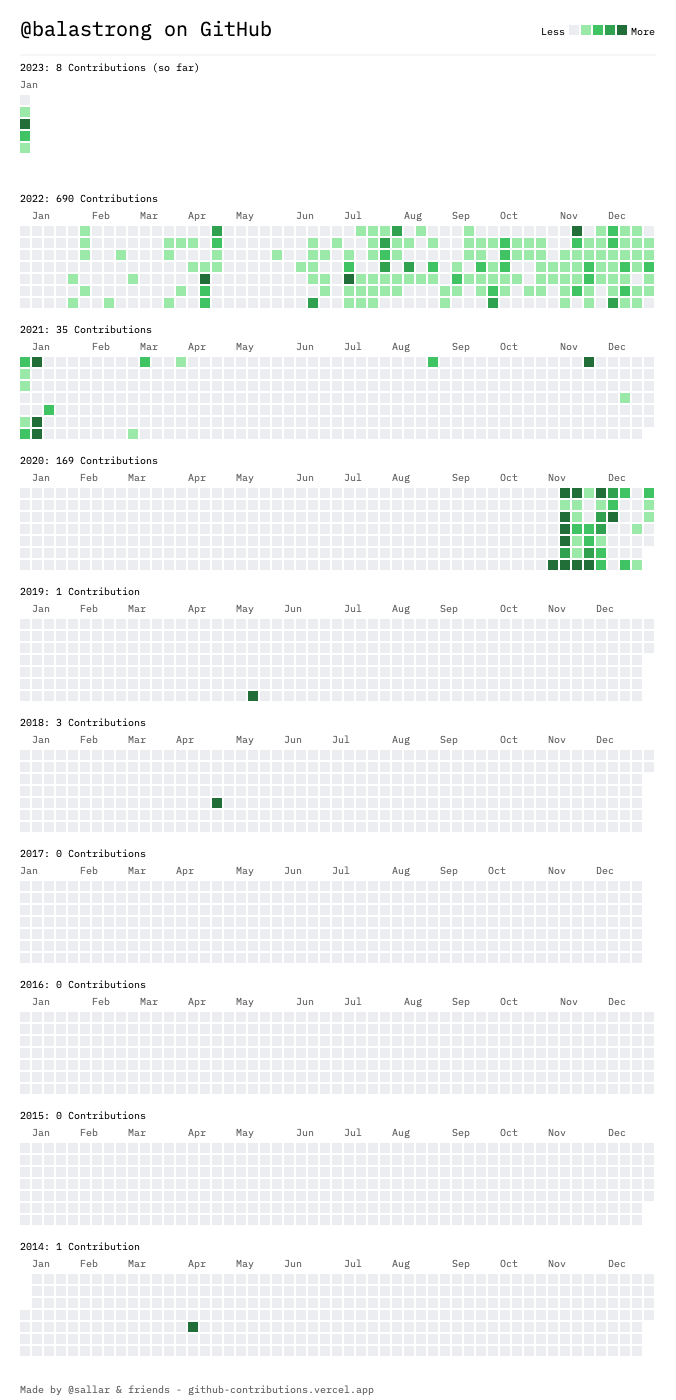 @balastrong on GitHub
Less More
2023: 8 Contributions (so far)
Jan
2022: 690 Contributions
Jan Feb Mar Apr May Jun Jul Aug Sep Oct Nov Dec
2021: 35 Contributions
Jan Feb Mar Apr May Jun Jul Aug Sep Oct Nov Dec
2020: 169 Contributions
Jan Feb Mar Apr May Jun Jul Aug Sep Oct Nov Dec
2019: 1 Contribution
Jan Feb Mar Apr May Jun Jul Aug Sep Oct Nov Dec
2018: 3 Contributions
Jan Feb Mar Apr May Jun Jul Aug Sep Oct Nov Dec
2017: 0 Contributions
Jan Feb Mar Apr May Jun Jul Aug Sep Oct Nov Dec
2016: 0 Contributions
Jan Feb Mar Apr May Jun Jul Aug Sep Oct Nov Dec
2015: 0 Contributions
Jan Feb Mar Apr May Jun Jul Aug Sep Oct Nov Dec
2014: 1 Contribution
Jan Feb Mar Apr May Jun Jul Aug Sep Oct Nov Dec
Made by @sallar & friends - github-contributions.vercel.app